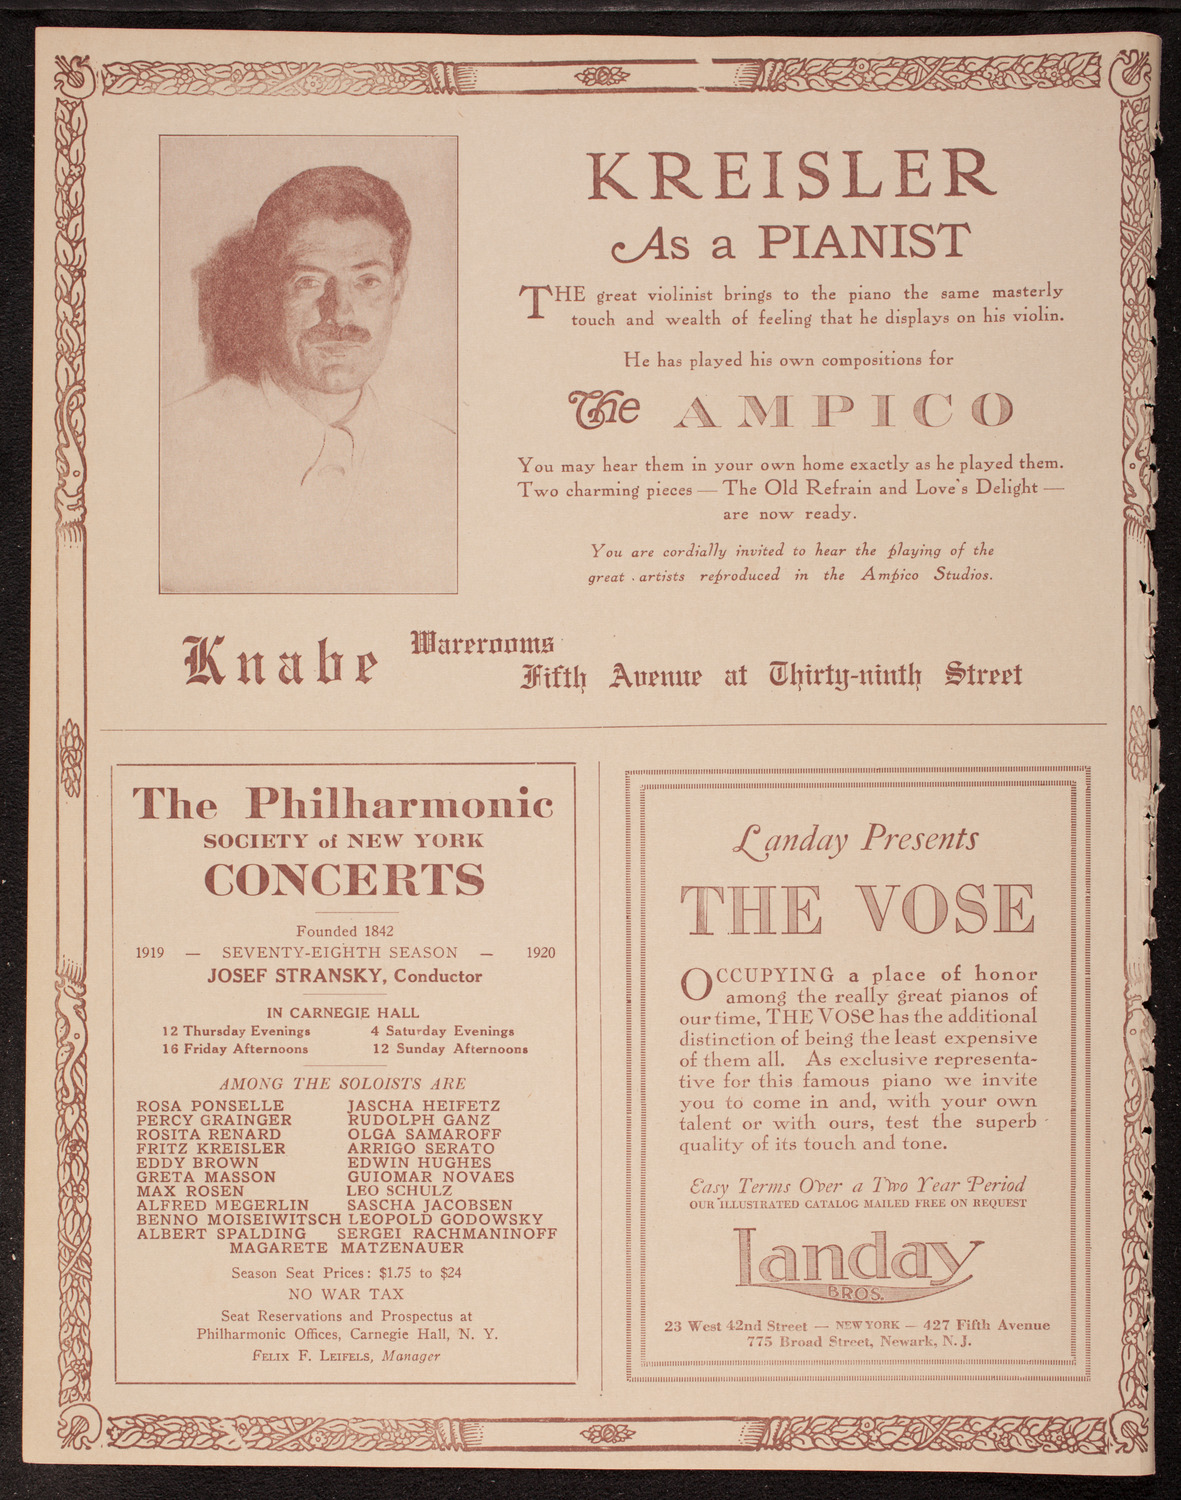 KREISLER
As a PIANIST
THE great violinist brings to the piano the same masterly
touch and wealth of feeling that he displays on his violin.
He has played his own compositions for
The AMPICO
You may hear them in your own home exactly as he played them.
Two charming pieces — The Old Refrain and Love's Delight —
are now ready.
You are cordially invited to hear the playing of the
great artists reproduced in the Ampico Studios.
Knabe Warerooms
Fifth Avenue at Thirty-ninth Street
The Philharmonic
SOCIETY of NEW YORK
CONCERTS
Founded 1842
1919 — SEVENTY-EIGHTH SEASON — 1920
JOSEF STRANSKY, Conductor
IN CARNEGIE HALL
12 Thursday Evenings 4 Saturday Evenings
16 Friday Afternoons 12 Sunday Afternoons
AMONG THE SOLOISTS ARE
ROSA PONSELLE JASCHA HEIFETZ
PERCY GRAINGER RUDOLPH GANZ
ROSITA RENARD OLGA SAMAROFF
FRITZ KREISLER ARRIGO SERATO
EDDY BROWN EDWIN HUGHES
GRETA MASSON GUIOMAR NOVAES
MAX ROSEN LEO SCHULZ
ALFRED MEGERLIN SASCHA JACOBSEN
BENNO MOISEIWITSCH LEOPOLD GODOWSKY
ALBERT SPALDING SERGEI RACHMANINOFF
MAGARETE MATZENAUER
Season Seat Prices: $1.75 to $24
NO WAR TAX
Seat Reservations and Prospectus at
Philharmonic Offices, Carnegie Hall, N. Y.
FELIX F. LEIFELS, Manager
Landay Presents
THE VOSE
OCCUPYING a place of honor
among the really great pianos of
our time, THE VOSE has the additional
distinction of being the least expensive
of them all. As exclusive representa-
tive for this famous piano we invite
you to come in and, with your own
talent or with ours, test the superb
quality of its touch and tone.
Easy Terms Over a Two Year Period
OUR ILLUSTRATED CATALOG MAILED FREE ON REQUEST
Landay
BROS.
23 West 42nd Street — NEW YORK — 427 Fifth Avenue
775 Broad Street, Newark, N. J.